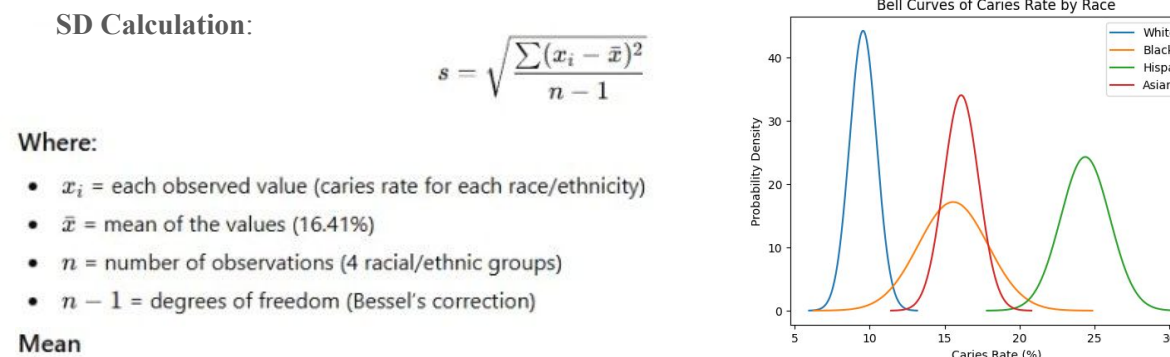 SD Calculation:
s = √(∑(xᵢ − x̄)² / (n − 1))
Where:
• xᵢ = each observed value (caries rate for each race/ethnicity)
• x̄ = mean of the values (16.41%)
• n = number of observations (4 racial/ethnic groups)
• n − 1 = degrees of freedom (Bessel's correction)
Mean
Bell Curves of Caries Rate by Race
Asian
Probability Density
40
30
20
10
0
5 10 15 20 25
Caries Rate (%)